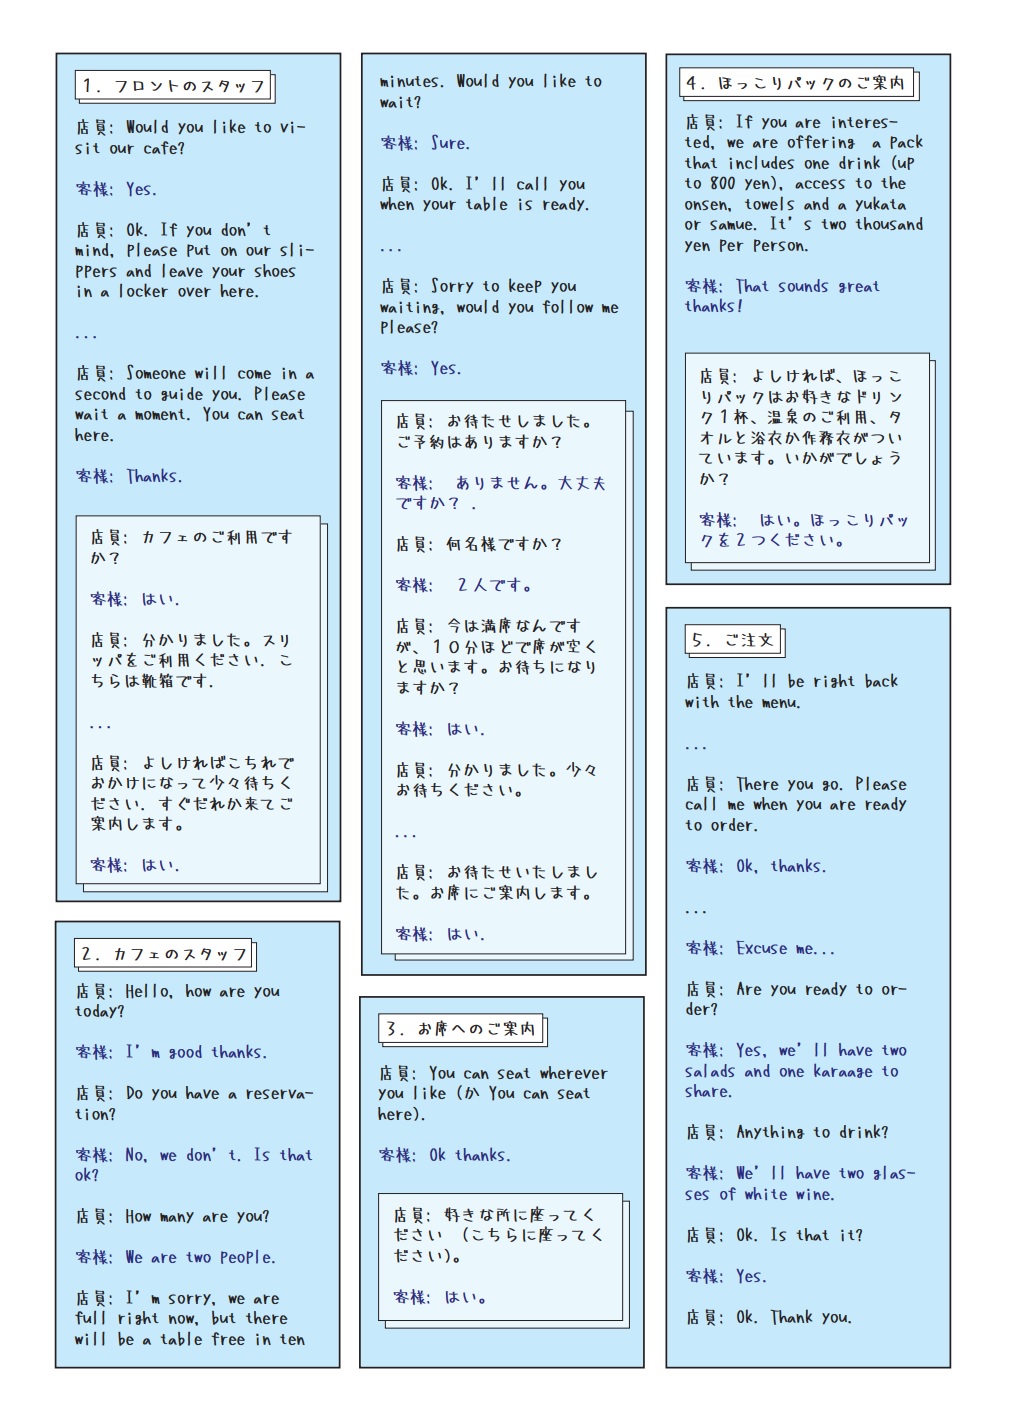 1. フロントのスタッフ
店員: Would you like to vi-
sit our cafe?
客様: Yes.
店員: Ok. If you don't
mind, Please Put on our sli-
PPers and leave your shoes
in a locker over here.
...
店員: Someone will come in a
second to guide you. Please
wait a moment. You can seat
here.
客様: Thanks.
店員: カフェのご利用です
か?
客様: はい.
店員: 分かりました。スリ
ッパをご利用ください. こ
ちらは靴箱です.
...
店員: よしければこちれで
おかけになって少々待ちく
ださい. すぐだれか来てご
案内します。
客様: はい.
2. カフェのスタッフ
店員: Hello, how are you
today?
客様: I'm good thanks.
店員: Do you have a reserva-
tion?
客様: No, we don't. Is that
ok?
店員: How many are you?
客様: We are two PeoPle.
店員: I'm sorry, we are
full right now, but there
will be a table free in ten
minutes. Would you like to
wait?
客様: Sure.
店員: Ok. I'll call you
when your table is ready.
...
店員: Sorry to keeP you
waiting, would you follow me
Please?
客様: Yes.
店員: お待たせしました。
ご予約はありますか?
客様: ありません。大丈夫
ですか? .
店員: 何名様ですか?
客様: 2人です。
店員: 今は満席なんです
が、10分ほどで席が空く
と思います。お待ちになり
ますか?
客様: はい.
店員: 分かりました。少々
お待ちください。
...
店員: お待たせいたしまし
た。お席にご案内します。
客様: はい.
3. お席へのご案内
店員: You can seat wherever
you like (か You can seat
here).
客様: Ok thanks.
店員: 好きな所に座ってく
ださい (こちらに座ってく
ださい)。
客様: はい。
4. ほっこりパックのご案内
店員: If you are interes-
ted, we are offering a Pack
that includes one drink (uP
to 800 yen), access to the
onsen, towels and a yukata
or samue. It's two thousand
yen Per Person.
客様: That sounds great
thanks!
店員: よしければ、ほっこ
りパックはお好きなドリン
ク1杯、温泉のご利用、タ
オルと浴衣か作務衣がつい
ています。いかがでしょう
か?
客様: はい。ほっこりパッ
クを2つください。
5. ご注文
店員: I'll be right back
with the menu.
...
店員: There you go. Please
call me when you are ready
to order.
客様: Ok, thanks.
...
客様: Excuse me...
店員: Are you ready to or-
der?
客様: Yes, we'll have two
salads and one karaage to
share.
店員: Anything to drink?
客様: We'll have two glas-
ses of white wine.
店員: Ok. Is that it?
客様: Yes.
店員: Ok. Thank you.